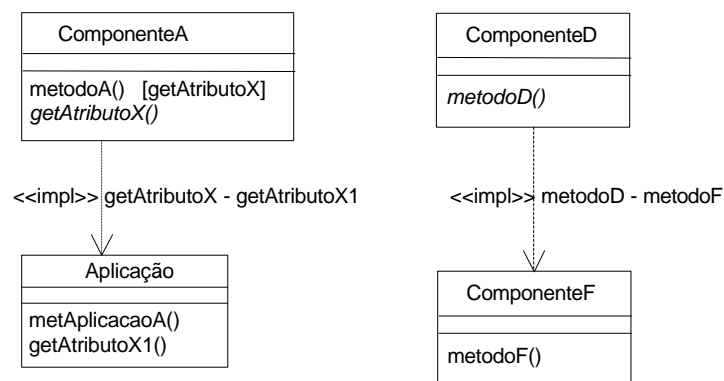 ComponenteA
metodoA() [getAtributoX]
getAtributoX()
<<impl>> getAtributoX - getAtributoX1
Aplicação
metAplicacaoA()
getAtributoX1()
ComponenteD
metodoD()
<<impl>> metodoD - metodoF
ComponenteF
metodoF()